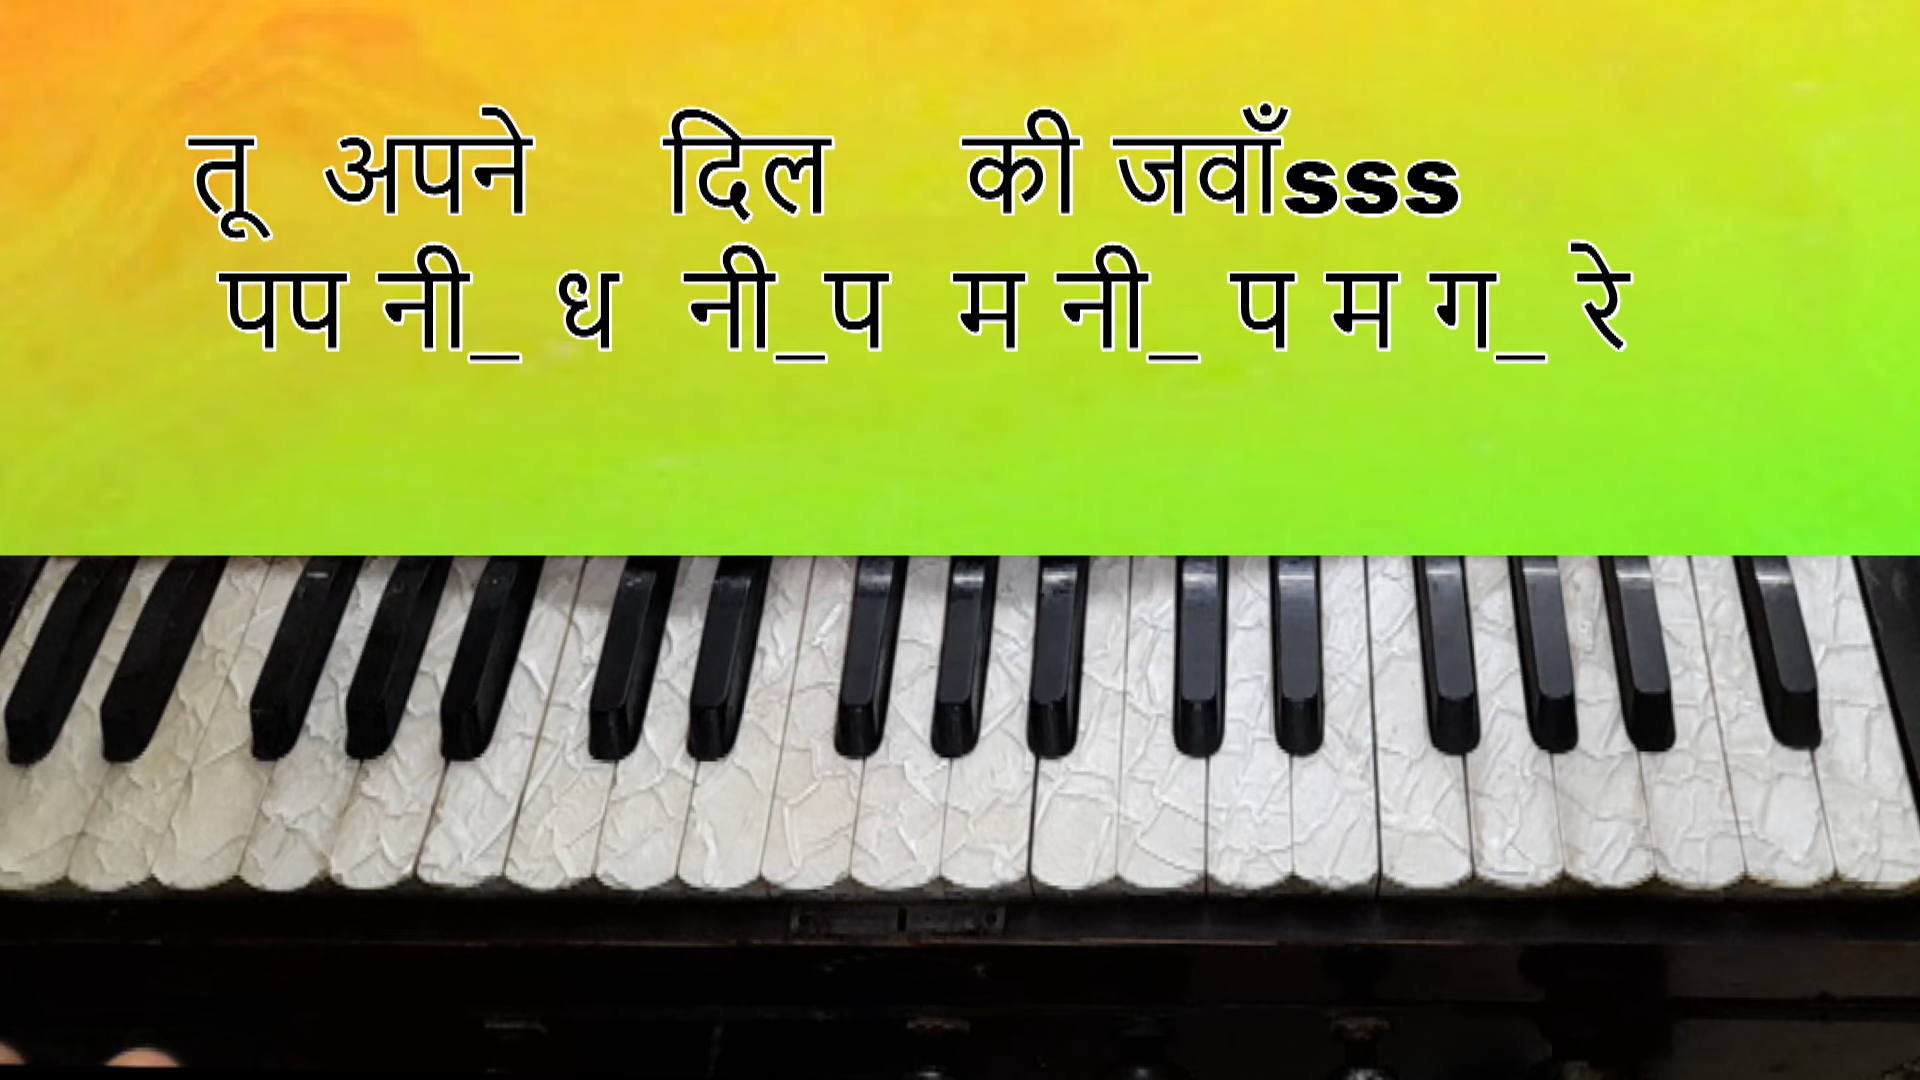 तू अपने दिल की जवाँsss
पप नी_ ध नी_प म नी_ प म ग_ रे